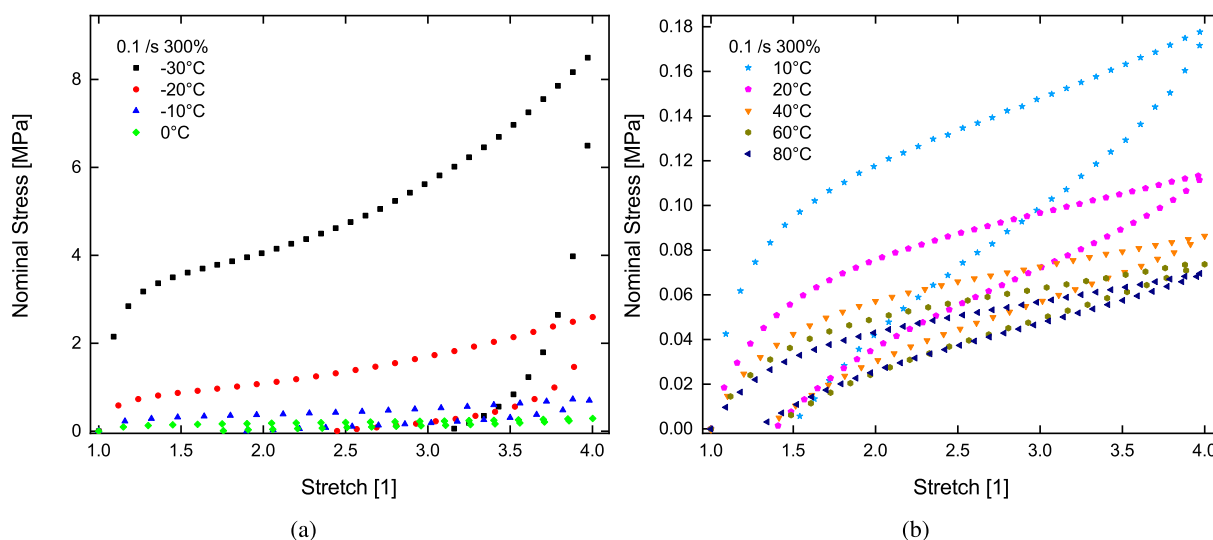 0.1 /s 300%
-30°C
-20°C
-10°C
0°C
8
6
4
2
0
1.0 1.5 2.0 2.5 3.0 3.5 4.0
Nominal Stress [MPa]
Stretch [1]
(a)
0.1 /s 300%
10°C
20°C
40°C
60°C
80°C
0.18
0.16
0.14
0.12
0.10
0.08
0.06
0.04
0.02
0.00
1.0 1.5 2.0 2.5 3.0 3.5 4.0
Nominal Stress [MPa]
Stretch [1]
(b)